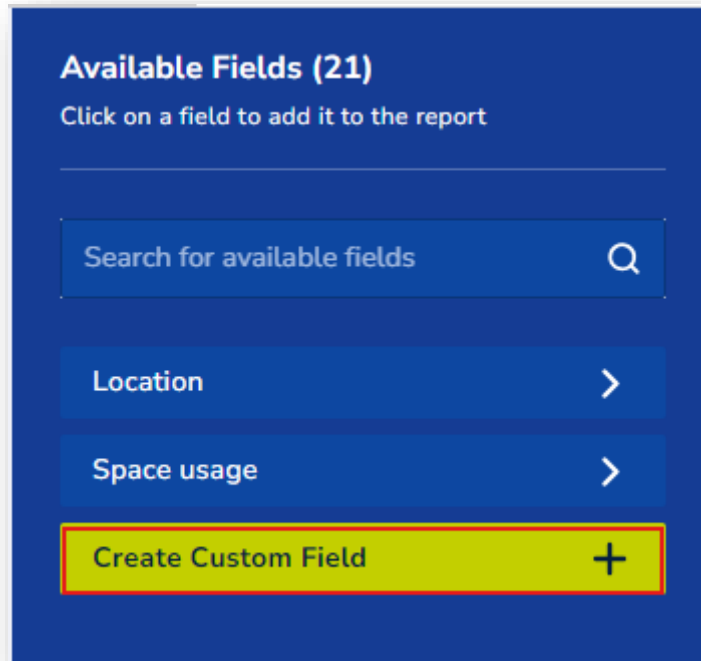 Available Fields (21)
Click on a field to add it to the report
Search for available fields
Location
Space usage
Create Custom Field